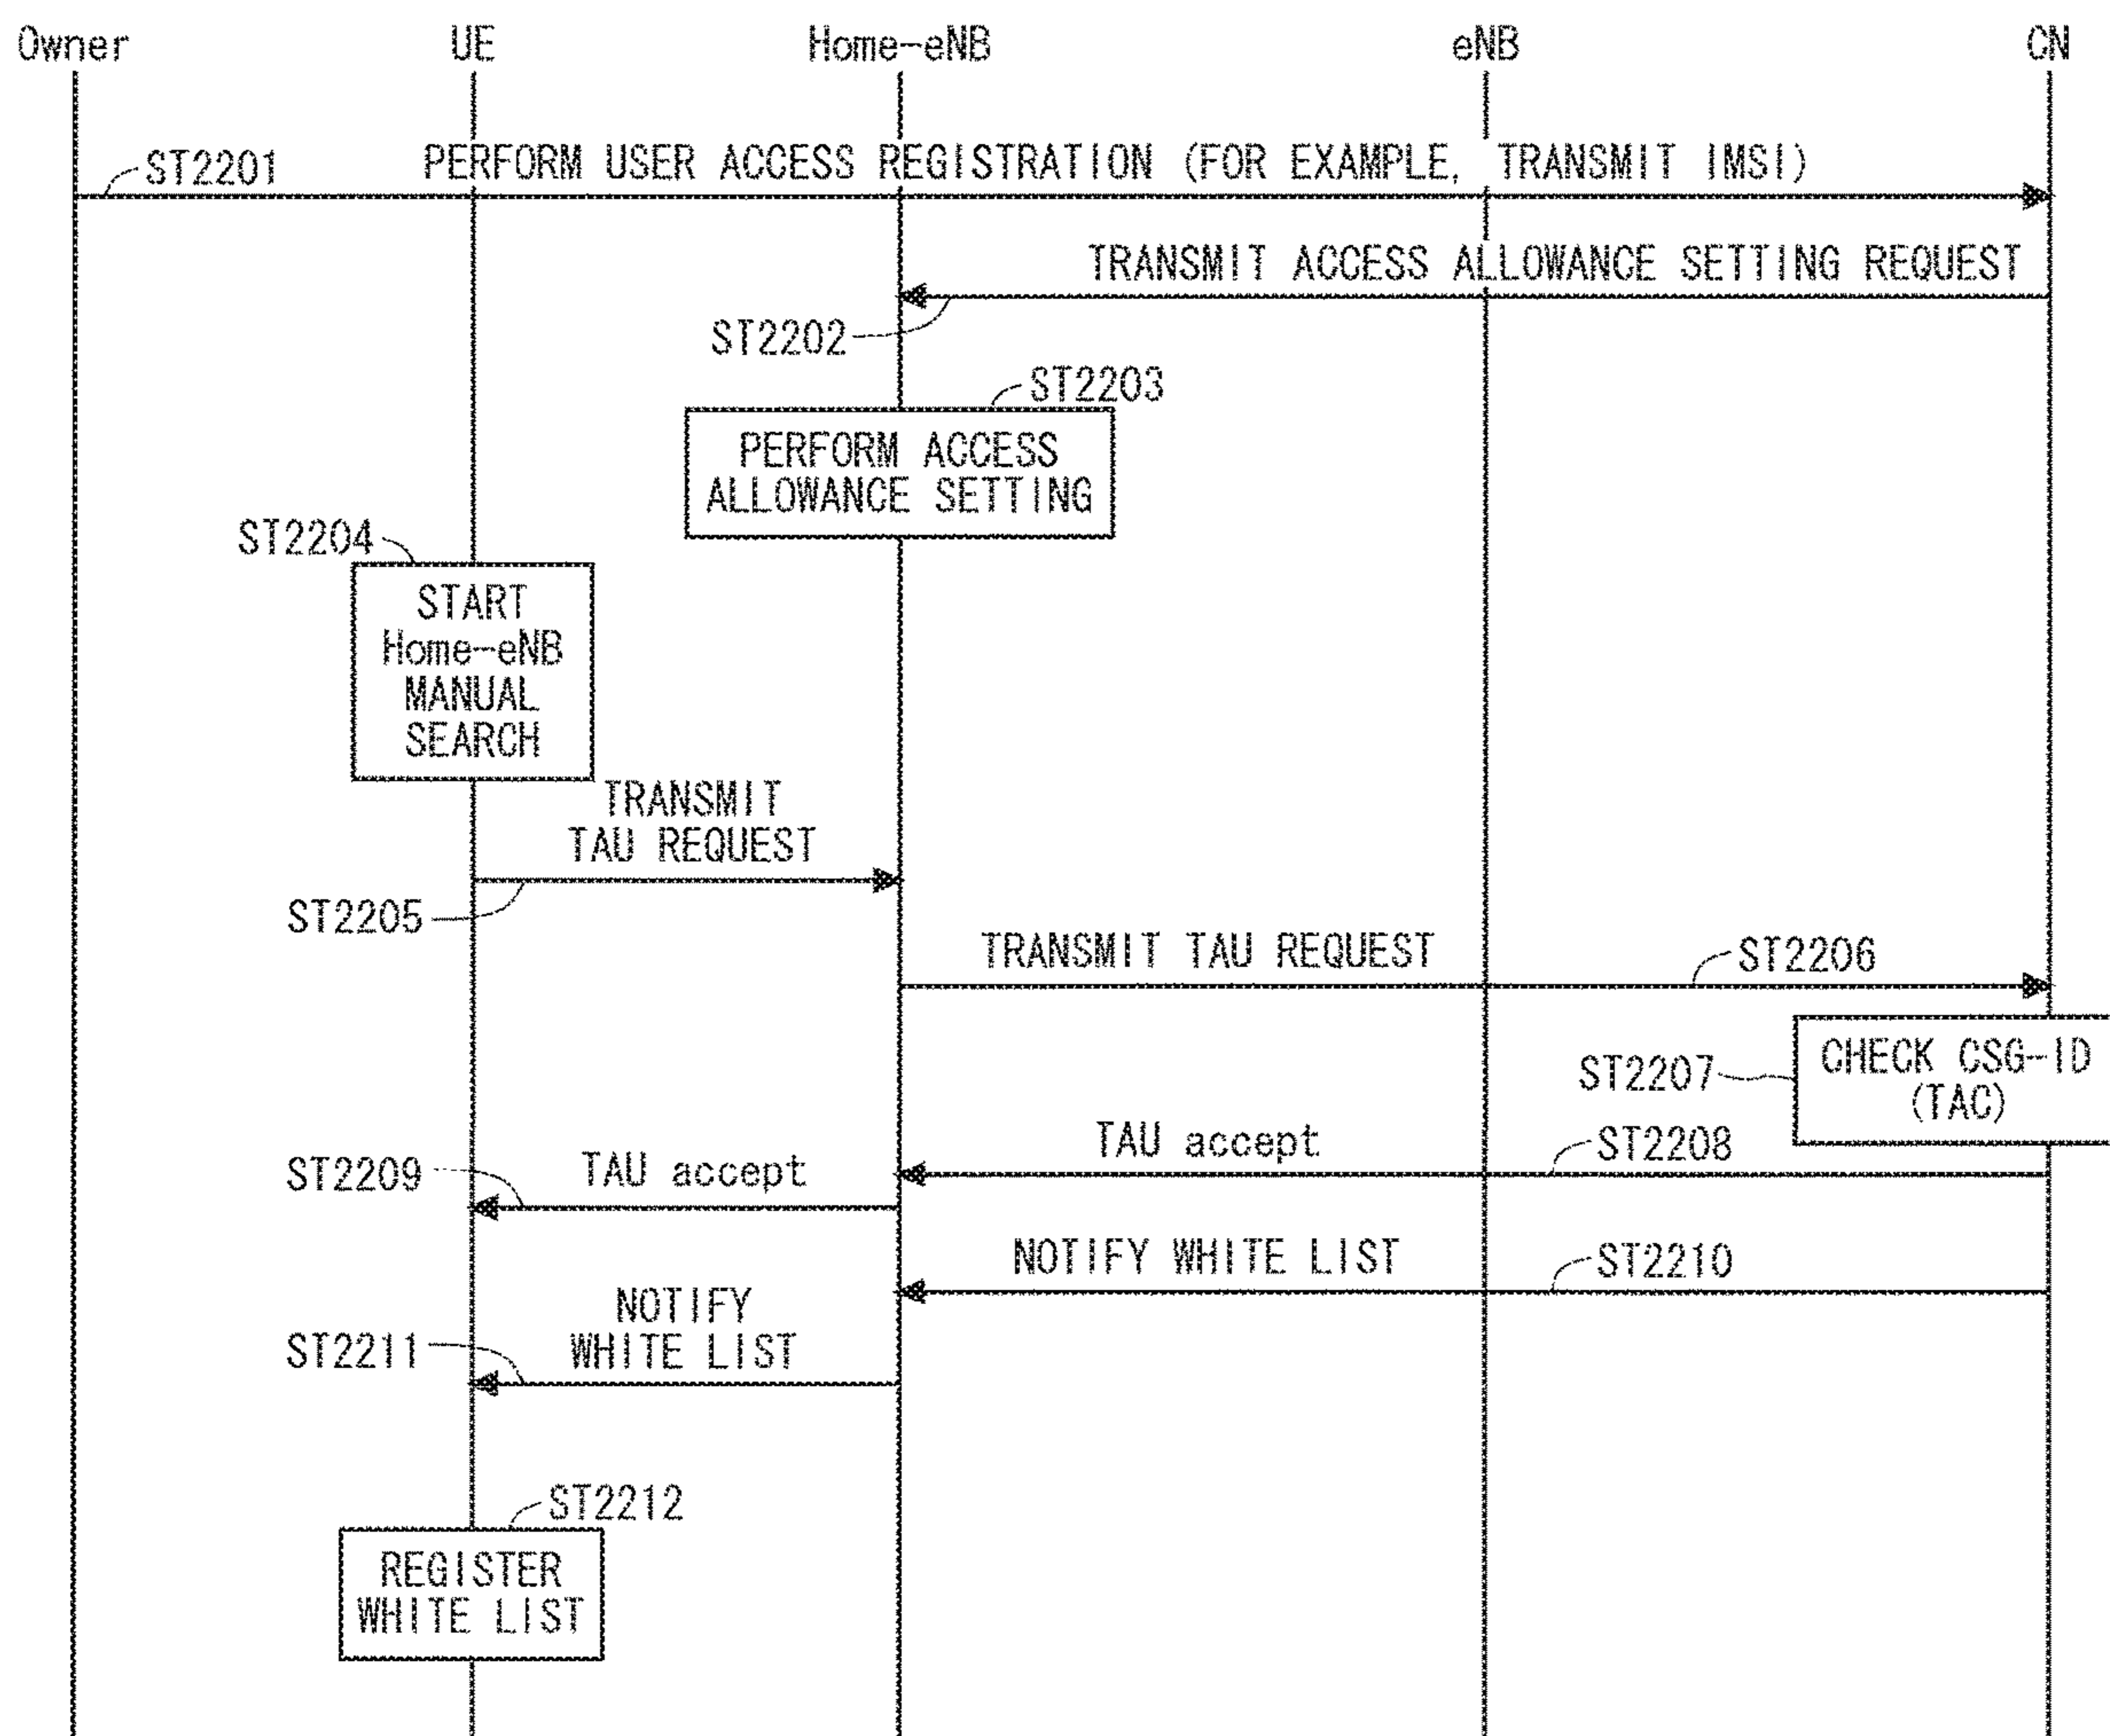 Owner UE Home-eNB eNB CN
ST2201 PERFORM USER ACCESS REGISTRATION (FOR EXAMPLE, TRANSMIT IMSI)
TRANSMIT ACCESS ALLOWANCE SETTING REQUEST
ST2202
ST2203
PERFORM ACCESS
ALLOWANCE SETTING
ST2204
START
Home-eNB
MANUAL
SEARCH
TRANSMIT
TAU REQUEST
ST2205
TRANSMIT TAU REQUEST ST2206
ST2207
CHECK CSG-ID
(TAC)
TAU accept ST2208
ST2209 TAU accept
NOTIFY WHITE LIST ST2210
NOTIFY
WHITE LIST
ST2211
ST2212
REGISTER
WHITE LIST